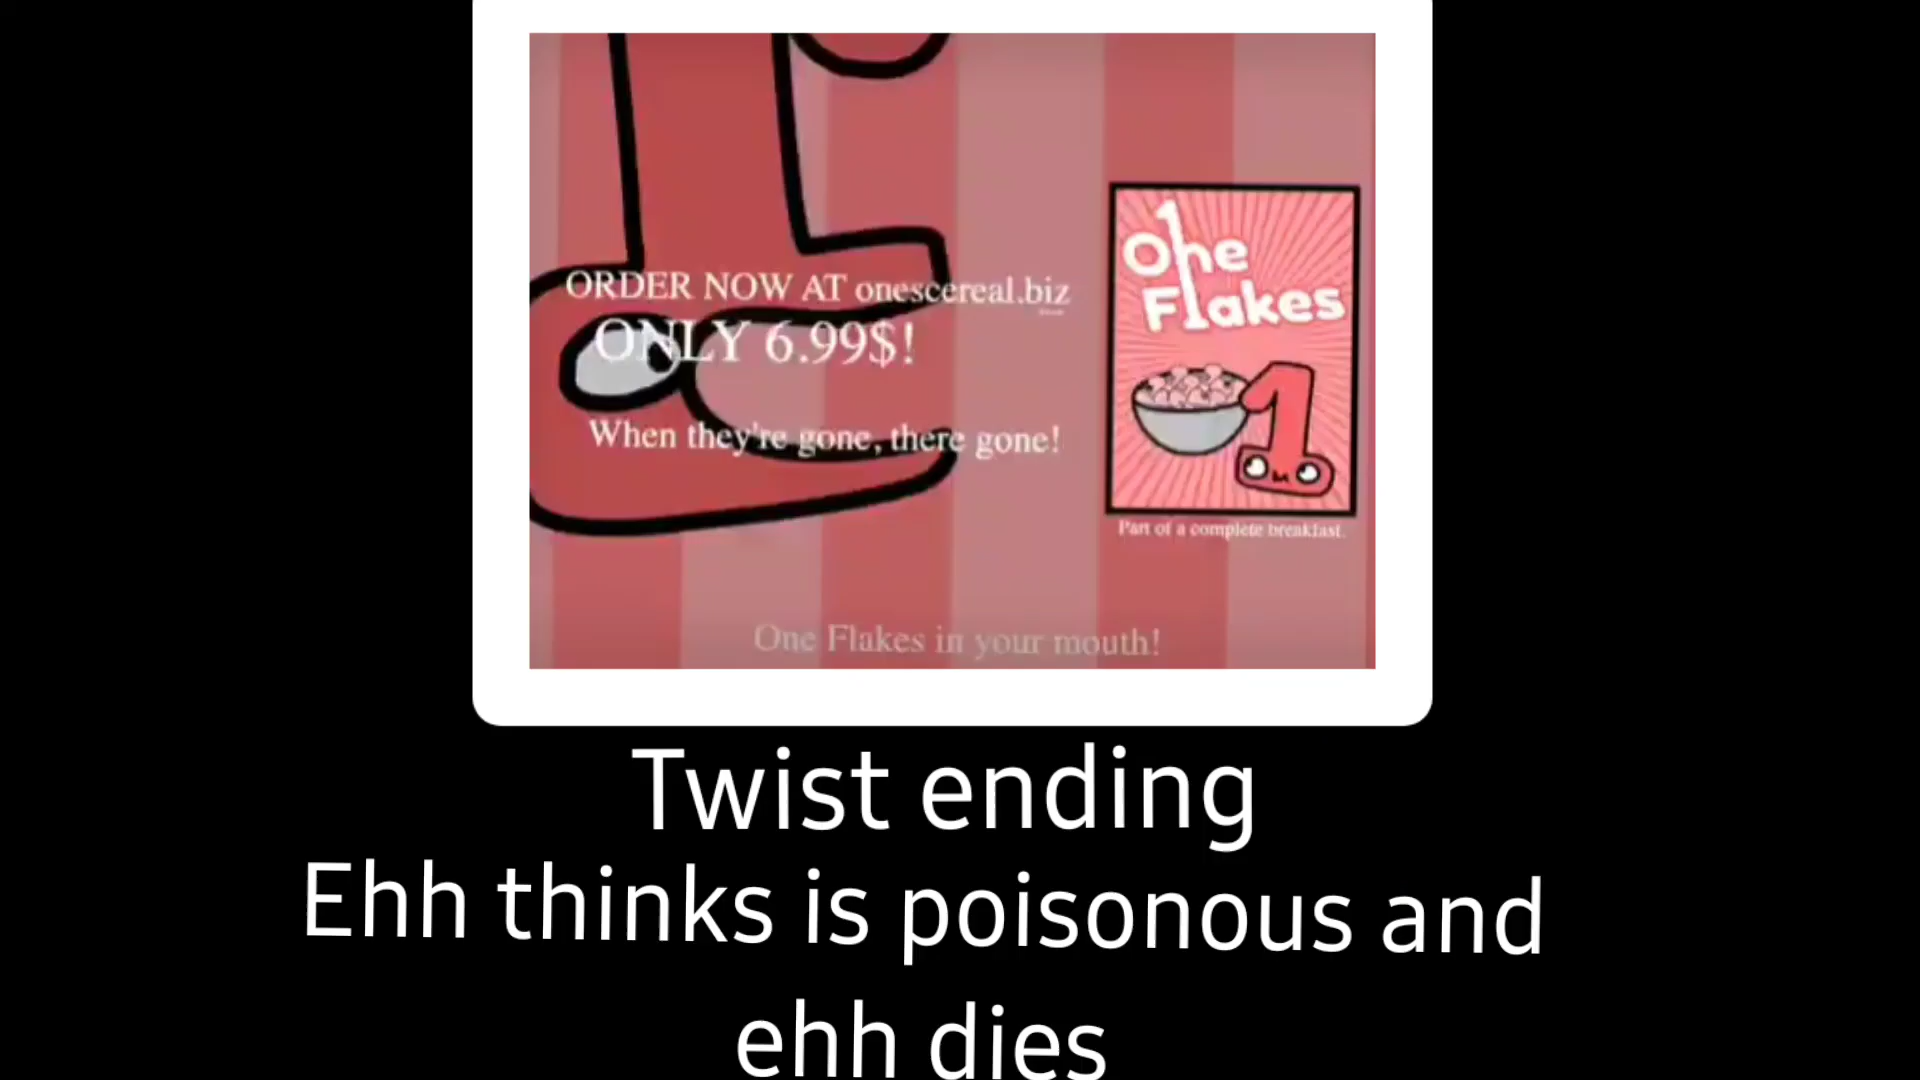 ORDER NOW AT onescereal.biz
ONLY 6.99$!
When they're gone, there gone!
One
Flakes
Part of a complete breakfast.
One Flakes in your mouth!
Twist ending
Ehh thinks is poisonous and
ehh dies